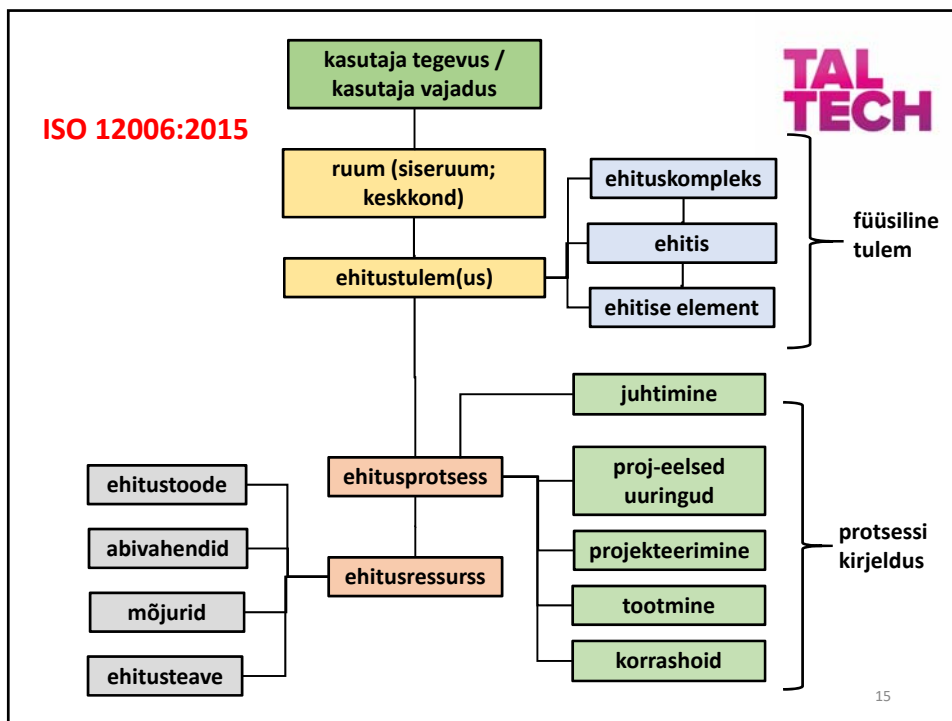 kasutaja tegevus /
kasutaja vajadus
TAL
TECH
ISO 12006:2015
ruum (siseruum;
keskkond)
ehitustulem(us)
ehituskompleks
ehitis
ehitise element
füüsiline
tulem
juhtimine
ehitusprotsess
proj-eelsed
uuringud
projekteerimine
tootmine
korrashoid
protsessi
kirjeldus
ehitustoode
abivahendid
mõjurid
ehitusteave
ehitusressurss
15